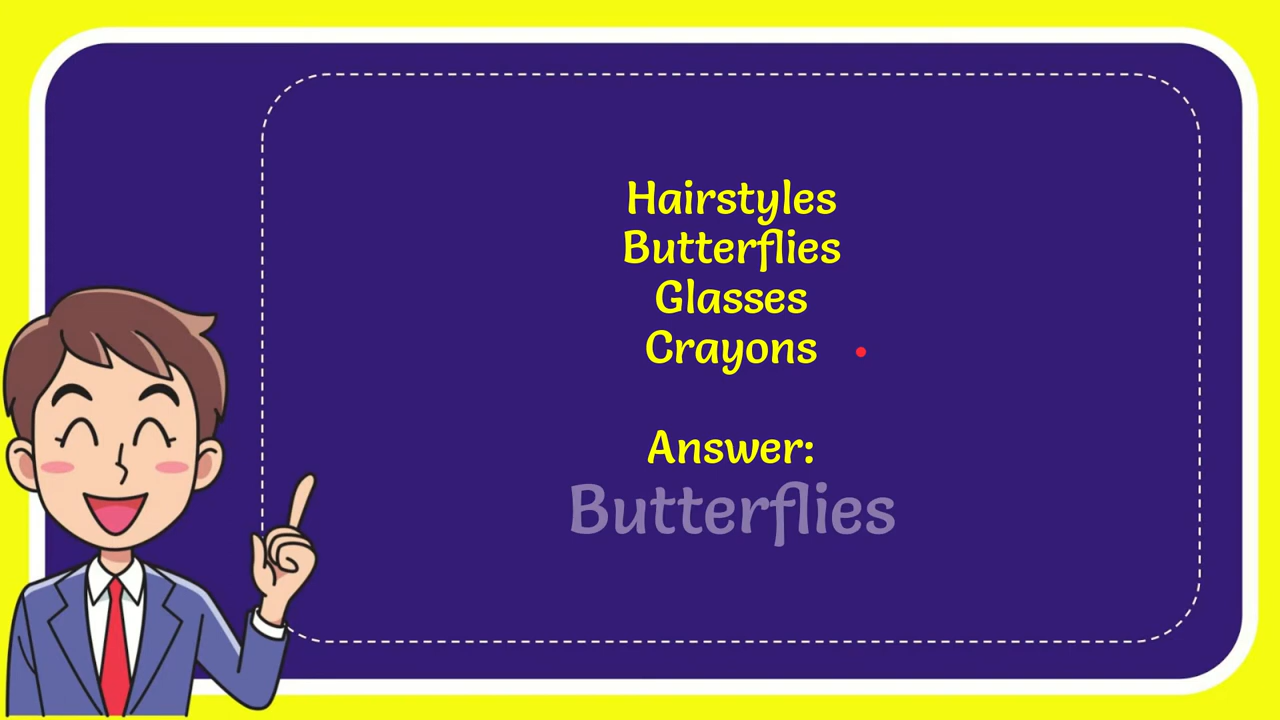 Hairstyles
Butterflies
Glasses
Crayons
Answer:
Butterflies